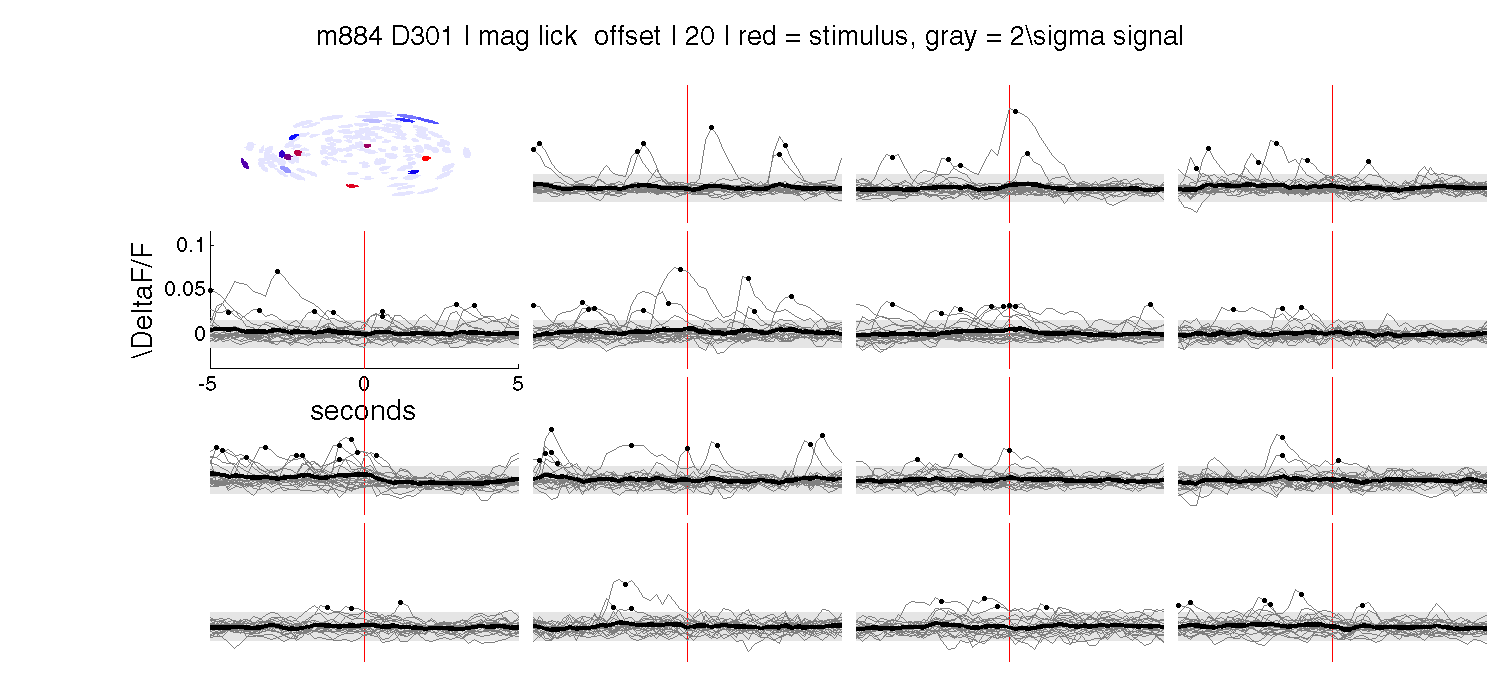 m884 D301 | mag lick  offset | 20 | red = stimulus, gray = 2\sigma signal
\DeltaF/F
0.1
0.05
0
-5 0 5
seconds